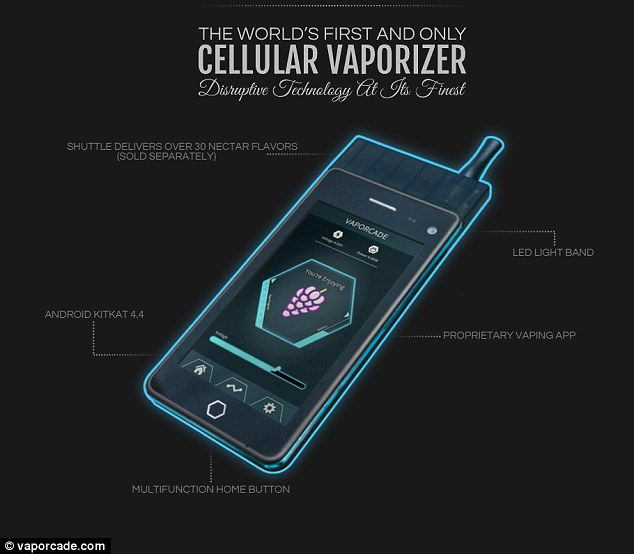 THE WORLD'S FIRST AND ONLY
CELLULAR VAPORIZER
Disruptive Technology At Its Finest
SHUTTLE DELIVERS OVER 30 NECTAR FLAVORS
(SOLD SEPARATELY)
VAPORCADE
You're Enjoying
LED LIGHT BAND
ANDROID KITKAT 4.4
PROPRIETARY VAPING APP
Voltage
MULTIFUNCTION HOME BUTTON
vaporcade.com